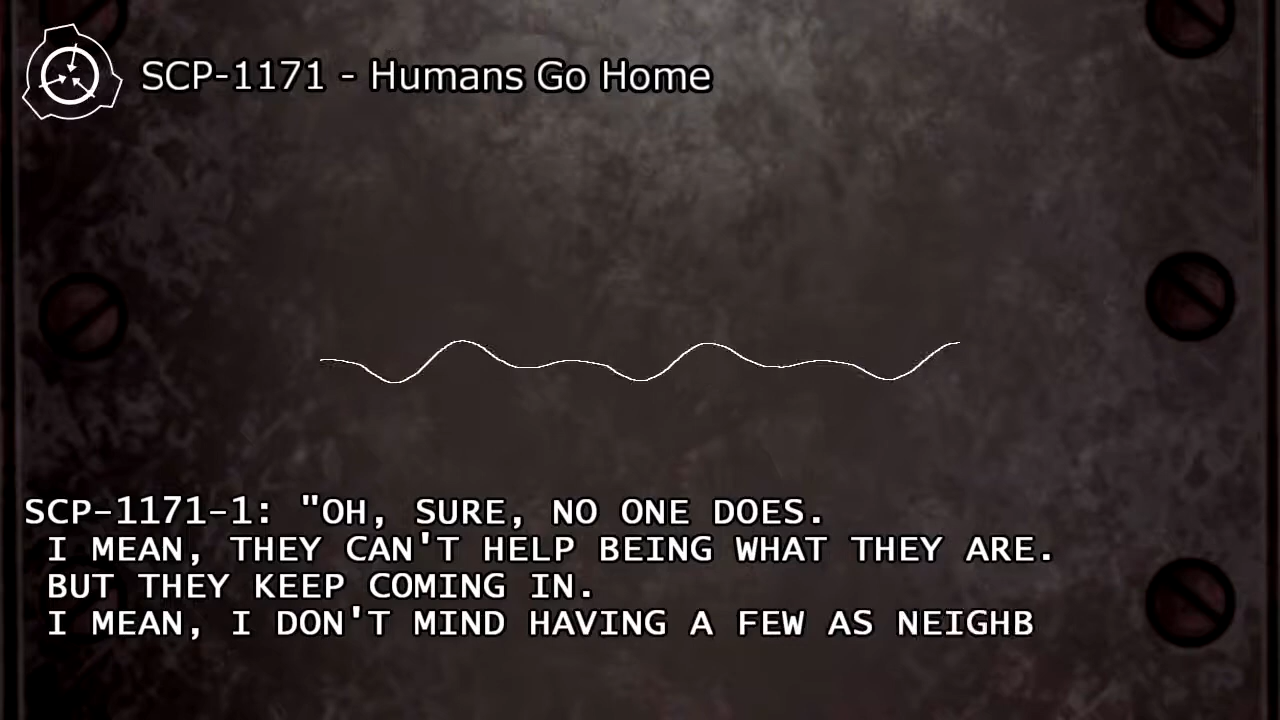 SCP-1171 - Humans Go Home
SCP-1171-1: "OH, SURE, NO ONE DOES.
I MEAN, THEY CAN'T HELP BEING WHAT THEY ARE.
BUT THEY KEEP COMING IN.
I MEAN, I DON'T MIND HAVING A FEW AS NEIGHB